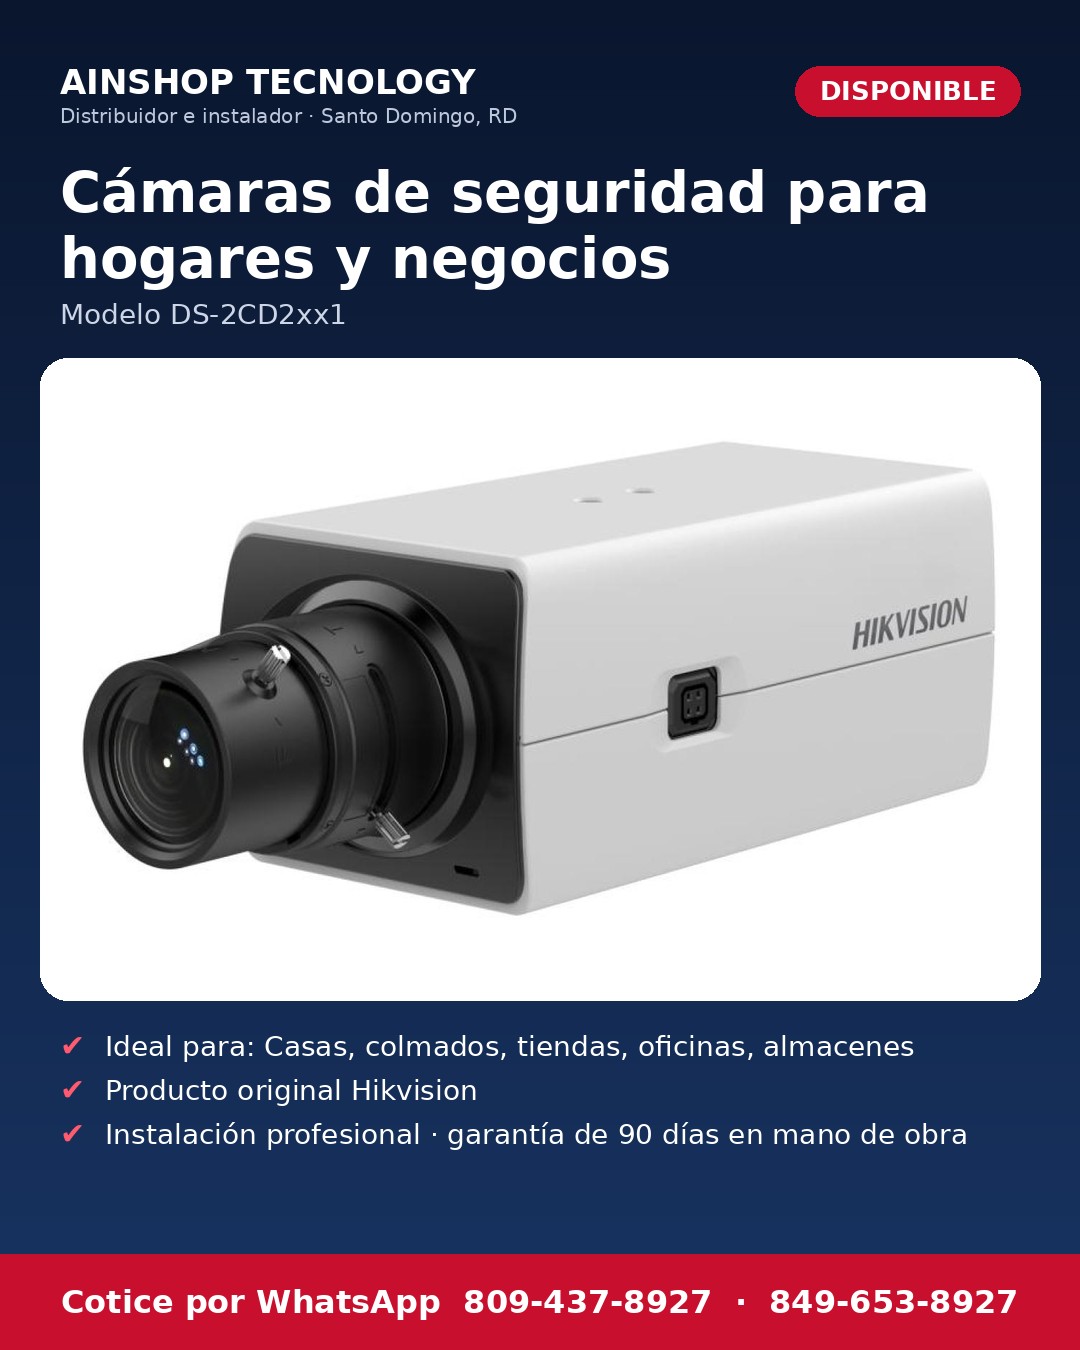 AINSHOP TECNOLOGY
Distribuidor e instalador · Santo Domingo, RD
DISPONIBLE
Cámaras de seguridad para
hogares y negocios
Modelo DS-2CD2xx1
HIKVISION
✔ Ideal para: Casas, colmados, tiendas, oficinas, almacenes
✔ Producto original Hikvision
✔ Instalación profesional · garantía de 90 días en mano de obra
Cotice por WhatsApp 809-437-8927 · 849-653-8927